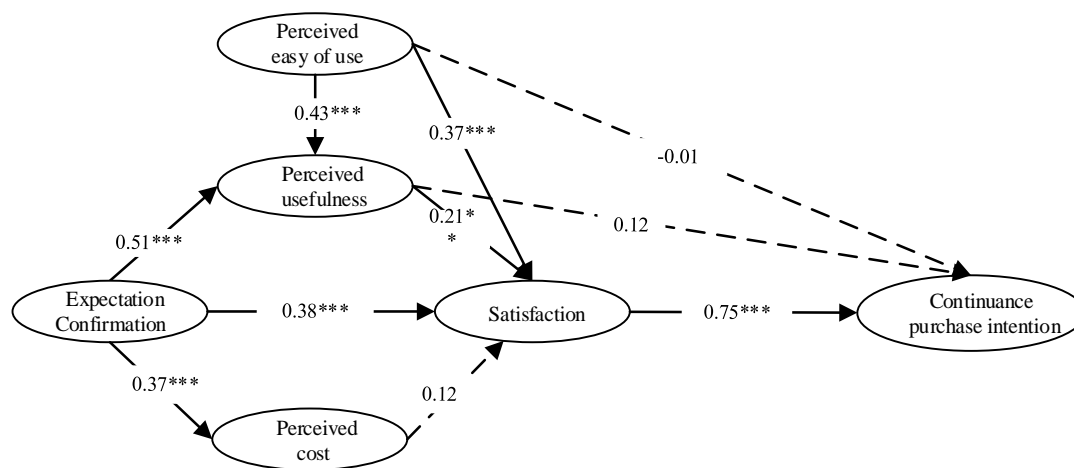 Perceived
easy of use
0.43***
0.37***
-0.01
Perceived
usefulness
0.21*
*
0.12
0.51***
Expectation
Confirmation
0.38***
Satisfaction
0.75***
Continuance
purchase intention
0.37***
0.12
Perceived
cost